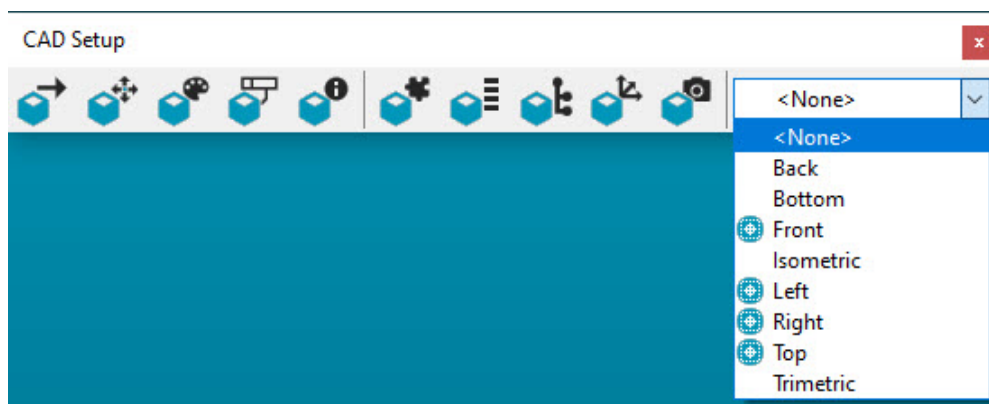 CAD Setup
x
<None>
<None>
Back
Bottom
Front
Isometric
Left
Right
Top
Trimetric